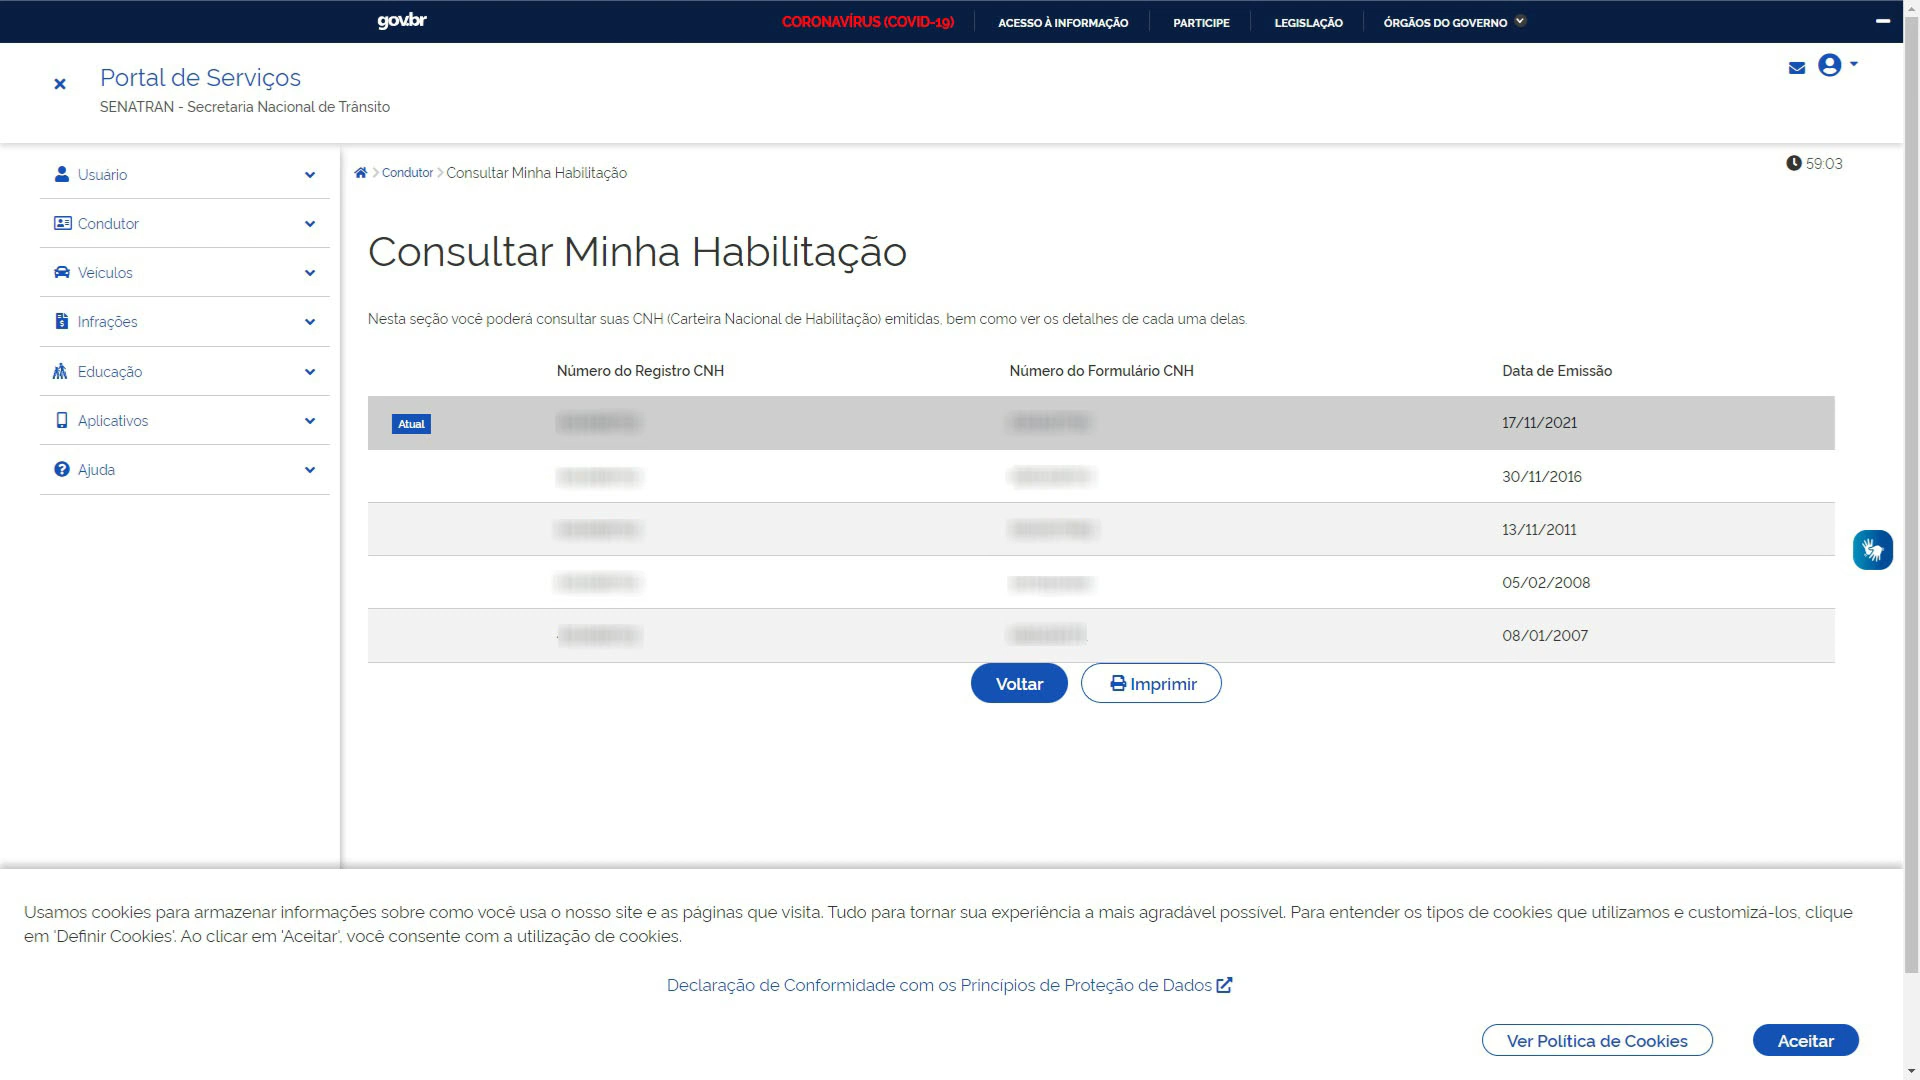 gov.br
CORONAVÍRUS (COVID-19)
ACESSO À INFORMAÇÃO
PARTICIPE
LEGISLAÇÃO
ÓRGÃOS DO GOVERNO
Portal de Serviços
SENATRAN - Secretaria Nacional de Trânsito
Usuário
Condutor
Veículos
Infrações
Educação
Aplicativos
Ajuda
Condutor
Consultar Minha Habilitação
59:03
Consultar Minha Habilitação
Nesta seção você poderá consultar suas CNH (Carteira Nacional de Habilitação) emitidas, bem como ver os detalhes de cada uma delas.
Número do Registro CNH
Número do Formulário CNH
Data de Emissão
Atual
17/11/2021
30/11/2016
13/11/2011
05/02/2008
08/01/2007
Voltar
Imprimir
Usamos cookies para armazenar informações sobre como você usa o nosso site e as páginas que visita. Tudo para tornar sua experiência a mais agradável possível. Para entender os tipos de cookies que utilizamos e customizá-los, clique
em 'Definir Cookies'. Ao clicar em 'Aceitar', você consente com a utilização de cookies.
Declaração de Conformidade com os Princípios de Proteção de Dados
Ver Política de Cookies
Aceitar